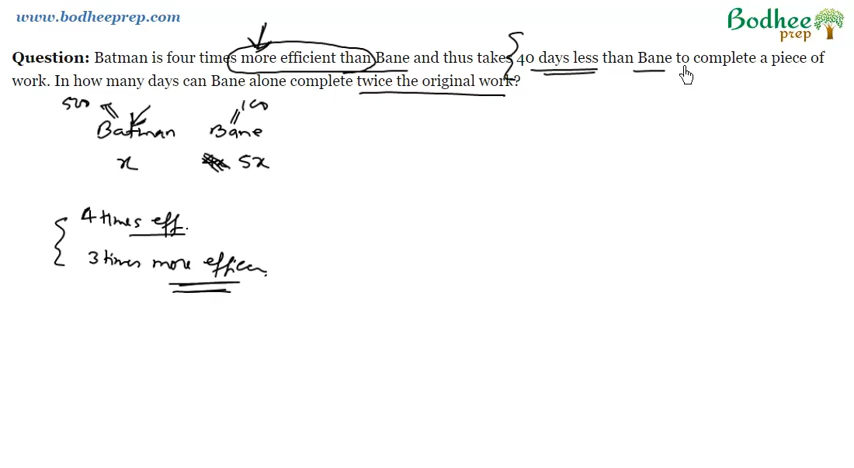 www.bodheeprep.com
Bodhee
prep
Question: Batman is four times more efficient than Bane and thus takes 40 days less than Bane to complete a piece of
work. In how many days can Bane alone complete twice the original work?
500 100
Batman Bane
x 5x
4 times eff.
3 times more efficien.